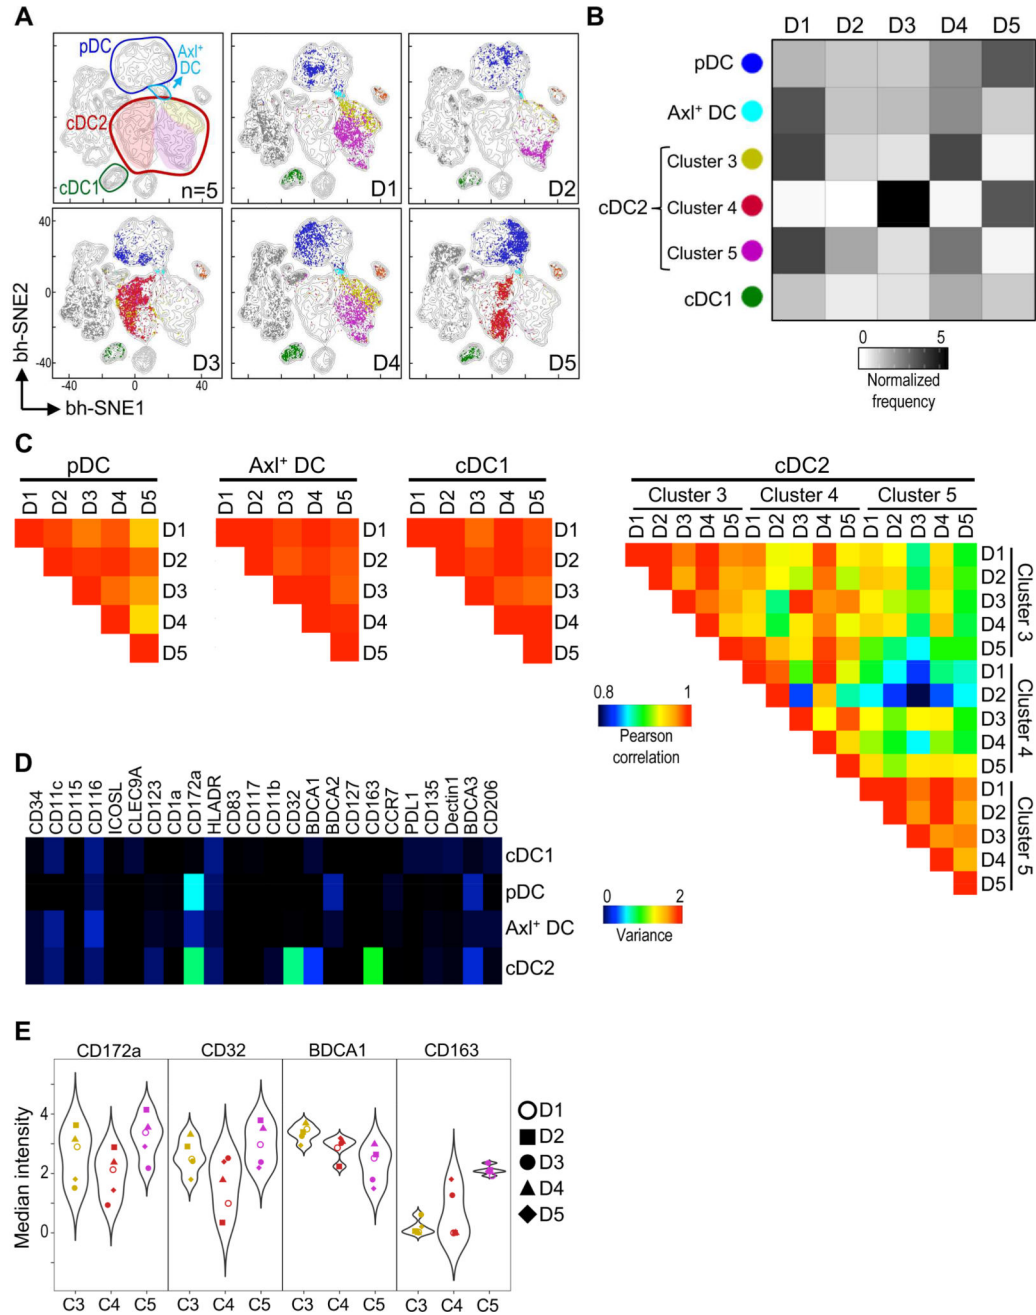 A
pDC
Axl⁺
DC
cDC2
cDC1
n=5
D1
D2
40
0
-40
D3
D4
D5
-40
0
40
bh-SNE2
bh-SNE1
B
D1 D2 D3 D4 D5
pDC
Axl⁺ DC
Cluster 3
cDC2
Cluster 4
Cluster 5
cDC1
0 5
Normalized
frequency
C
pDC
D1 D2 D3 D4 D5
D1
D2
D3
D4
D5
Axl⁺ DC
D1 D2 D3 D4 D5
D1
D2
D3
D4
D5
cDC1
D1 D2 D3 D4 D5
D1
D2
D3
D4
D5
cDC2
Cluster 3 Cluster 4 Cluster 5
D1 D2 D3 D4 D5 D1 D2 D3 D4 D5 D1 D2 D3 D4 D5
D1
D2
D3
D4
D5
Cluster 3
D1
D2
D3
D4
D5
Cluster 4
D1
D2
D3
D4
D5
Cluster 5
0.8 1
Pearson
correlation
D
CD34
CD11c
CD115
CD116
ICOSL
CLEC9A
CD123
CD1a
CD172a
HLADR
CD83
CD117
CD11b
CD32
BDCA1
BDCA2
CD127
CD163
CCR7
PDL1
CD135
Dectin1
BDCA3
CD206
cDC1
pDC
Axl⁺ DC
cDC2
0 2
Variance
E
CD172a CD32 BDCA1 CD163
Median intensity
4
2
0
C3 C4 C5 C3 C4 C5 C3 C4 C5 C3 C4 C5
D1
D2
D3
D4
D5